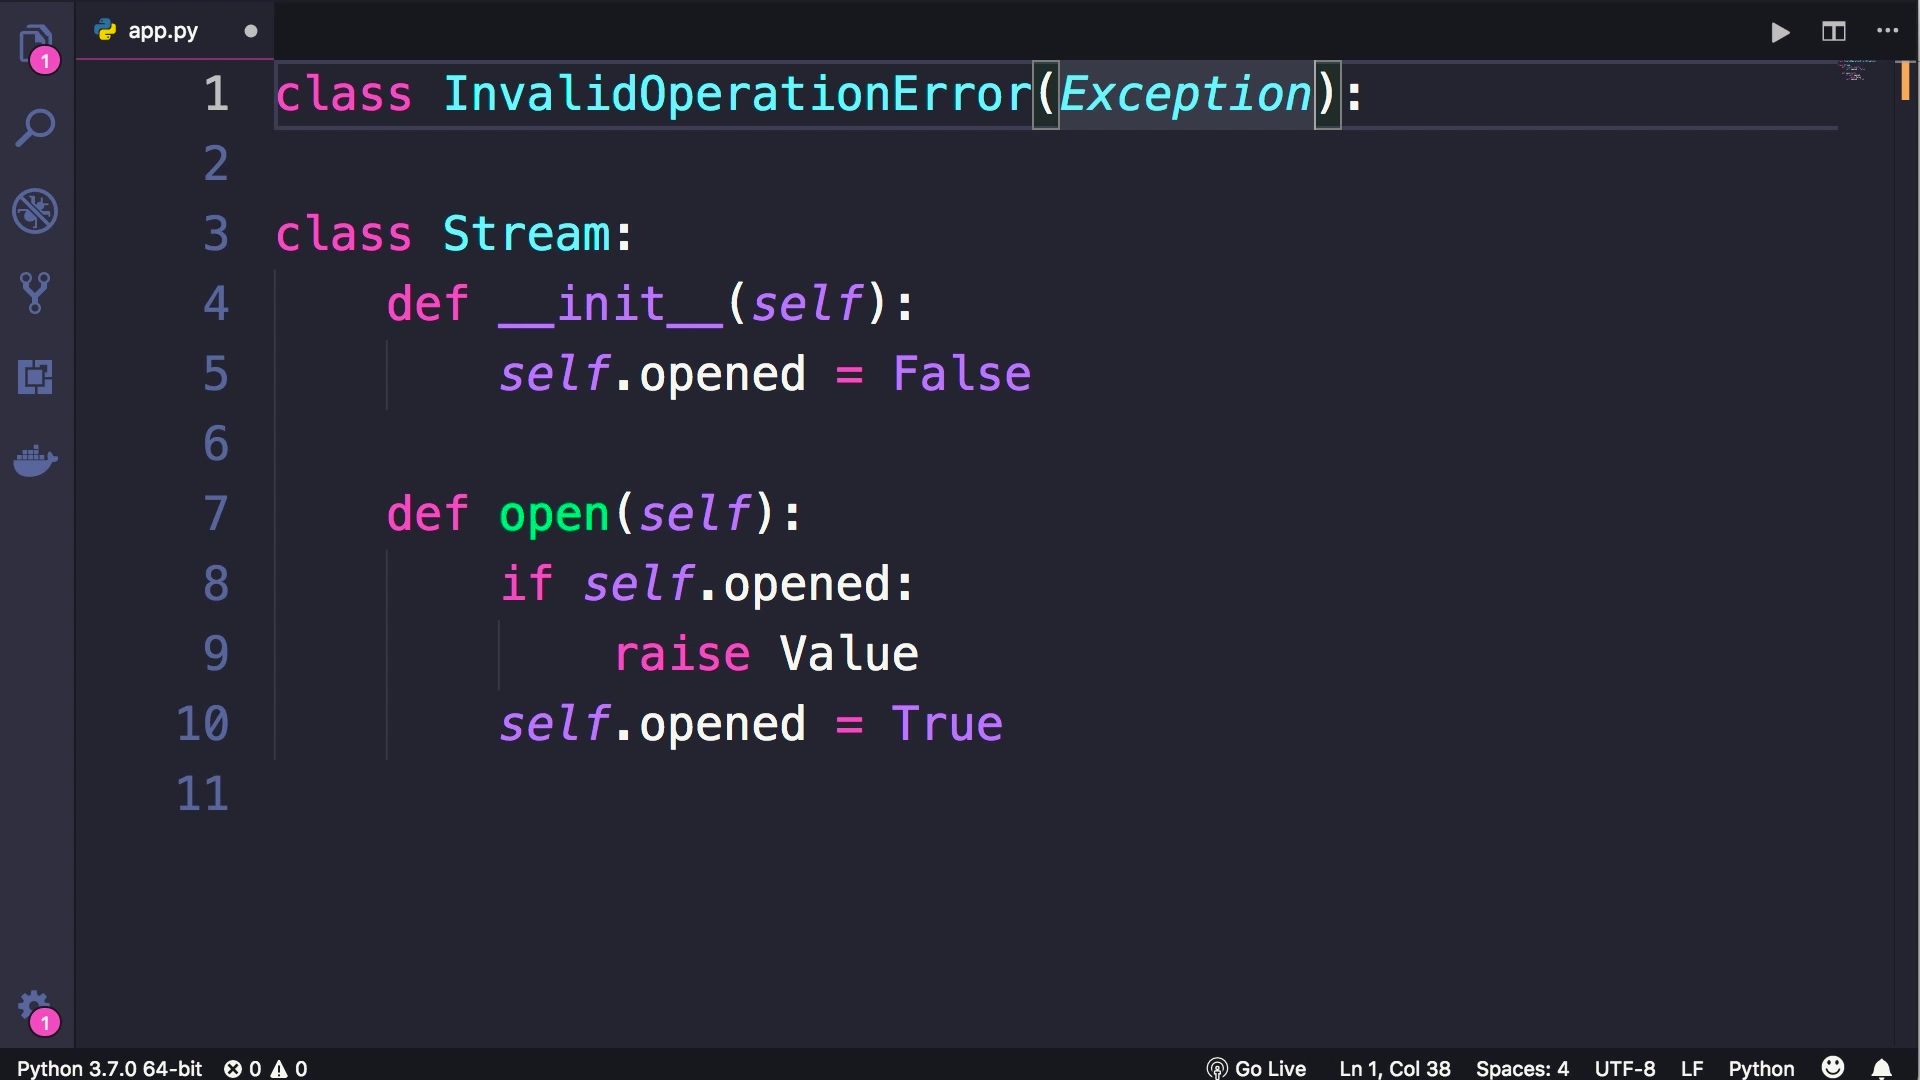 app.py
1
1 class InvalidOperationError(Exception):
2
3 class Stream:
4     def __init__(self):
5         self.opened = False
6
7     def open(self):
8         if self.opened:
9             raise Value
10         self.opened = True
11
1
Python 3.7.0 64-bit 0 0 Go Live Ln 1, Col 38 Spaces: 4 UTF-8 LF Python